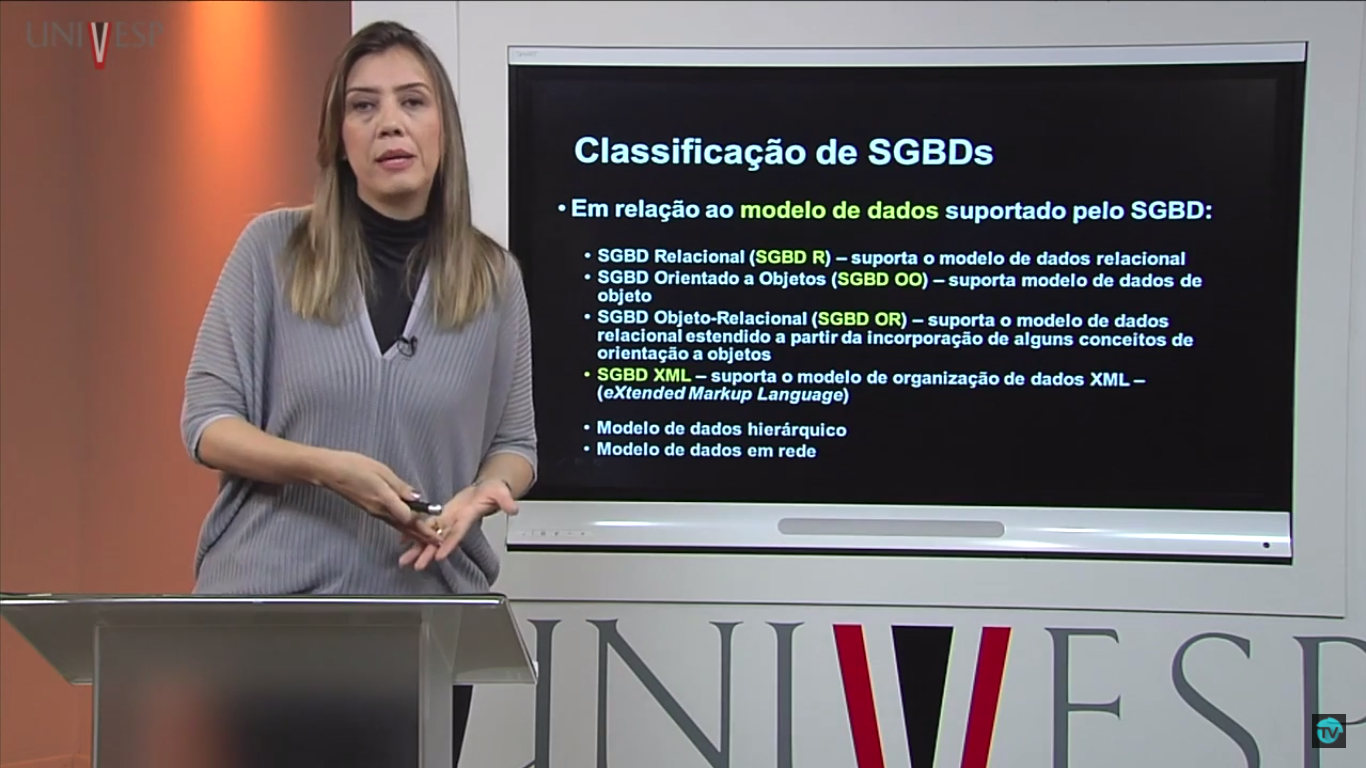 UNIVESP
SMART
Classificação de SGBDs
• Em relação ao modelo de dados suportado pelo SGBD:
• SGBD Relacional (SGBD R) – suporta o modelo de dados relacional
• SGBD Orientado a Objetos (SGBD OO) – suporta modelo de dados de
objeto
• SGBD Objeto-Relacional (SGBD OR) – suporta o modelo de dados
relacional estendido a partir da incorporação de alguns conceitos de
orientação a objetos
• SGBD XML – suporta o modelo de organização de dados XML –
(eXtended Markup Language)
• Modelo de dados hierárquico
• Modelo de dados em rede
UNIVESP
TV